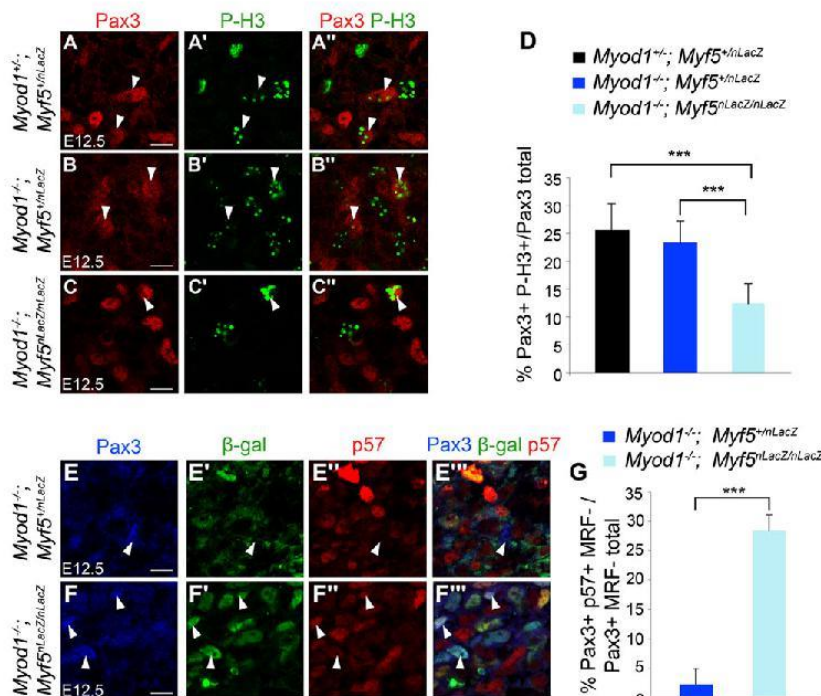 Pax3 P-H3 Pax3 P-H3
Myod1+/-;
Myf5+/nLacZ
A A' A"
E12.5
Myod1-/-;
Myf5+/nLacZ
B B' B"
E12.5
Myod1-/-;
Myf5nLacZ/nLacZ
C C' C"
E12.5
D
Myod1+/-; Myf5+/nLacZ
Myod1-/-; Myf5+/nLacZ
Myod1-/-; Myf5nLacZ/nLacZ
***
***
% Pax3+ P-H3+/Pax3 total
35
30
25
20
15
10
5
0
Pax3 β-gal p57 Pax3 β-gal p57
Myod1-/-;
Myf5+/nLacZ
E E' E" E'"
E12.5
Myod1-/-;
Myf5nLacZ/nLacZ
F F' F" F'"
E12.5
Myod1-/-; Myf5+/nLacZ
Myod1-/-; Myf5nLacZ/nLacZ
G
***
% Pax3+ p57+ MRF- /
Pax3+ MRF- total
35
30
25
20
15
10
5